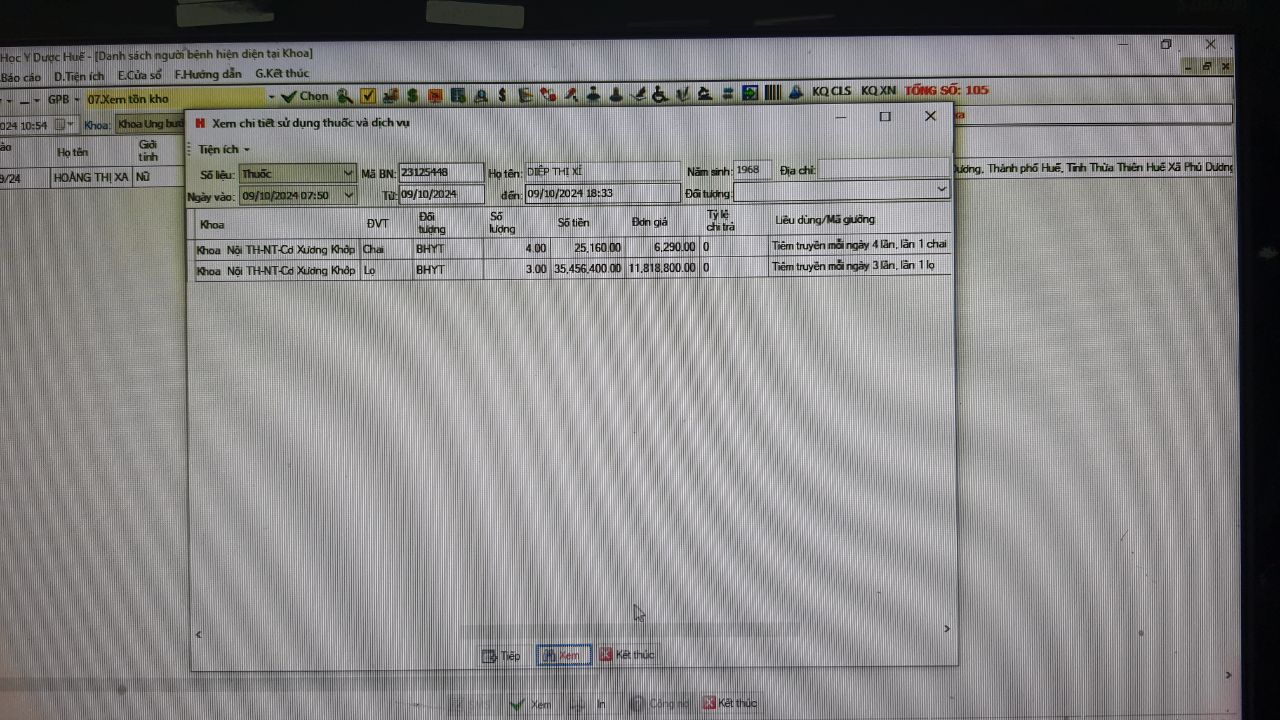 Học Y Dược Huế - [Danh sách người bệnh hiện diện tại Khoa]
Báo cáo D.Tiện ích E.Cửa sổ F.Hướng dẫn G.Kết thúc
GPB 07.Xem tồn kho Chọn KQ CLS KQ XN TỔNG SỐ: 105
024 10:54 Khoa: Khoa Ung bướ
Họ tên Giới tính
9/24 HOÀNG THỊ XA Nữ
ương, Thành phố Huế, Tỉnh Thừa Thiên Huế Xã Phú Dương
Xem chi tiết sử dụng thuốc và dịch vụ
Tiện ích
Số liệu: Thuốc Mã BN: 23125448 Họ tên: DIỆP THỊ XÍ Năm sinh: 1968 Địa chỉ:
Ngày vào: 09/10/2024 07:50 Từ: 09/10/2024 đến: 09/10/2024 18:33 Đối tượng:
Khoa ĐVT Đối tượng Số lượng Số tiền Đơn giá Tỷ lệ chi trả Liều dùng/Mã giường
Khoa Nội TH-NT-Cơ Xương Khớp Chai BHYT 4.00 25,160.00 6,290.00 0 Tiêm truyền mỗi ngày 4 lần, lần 1 chai
Khoa Nội TH-NT-Cơ Xương Khớp Lọ BHYT 3.00 35,456,400.00 11,818,800.00 0 Tiêm truyền mỗi ngày 3 lần, lần 1 lọ
Tiếp Xem Kết thúc
SMS Xem In Công nợ Kết thúc